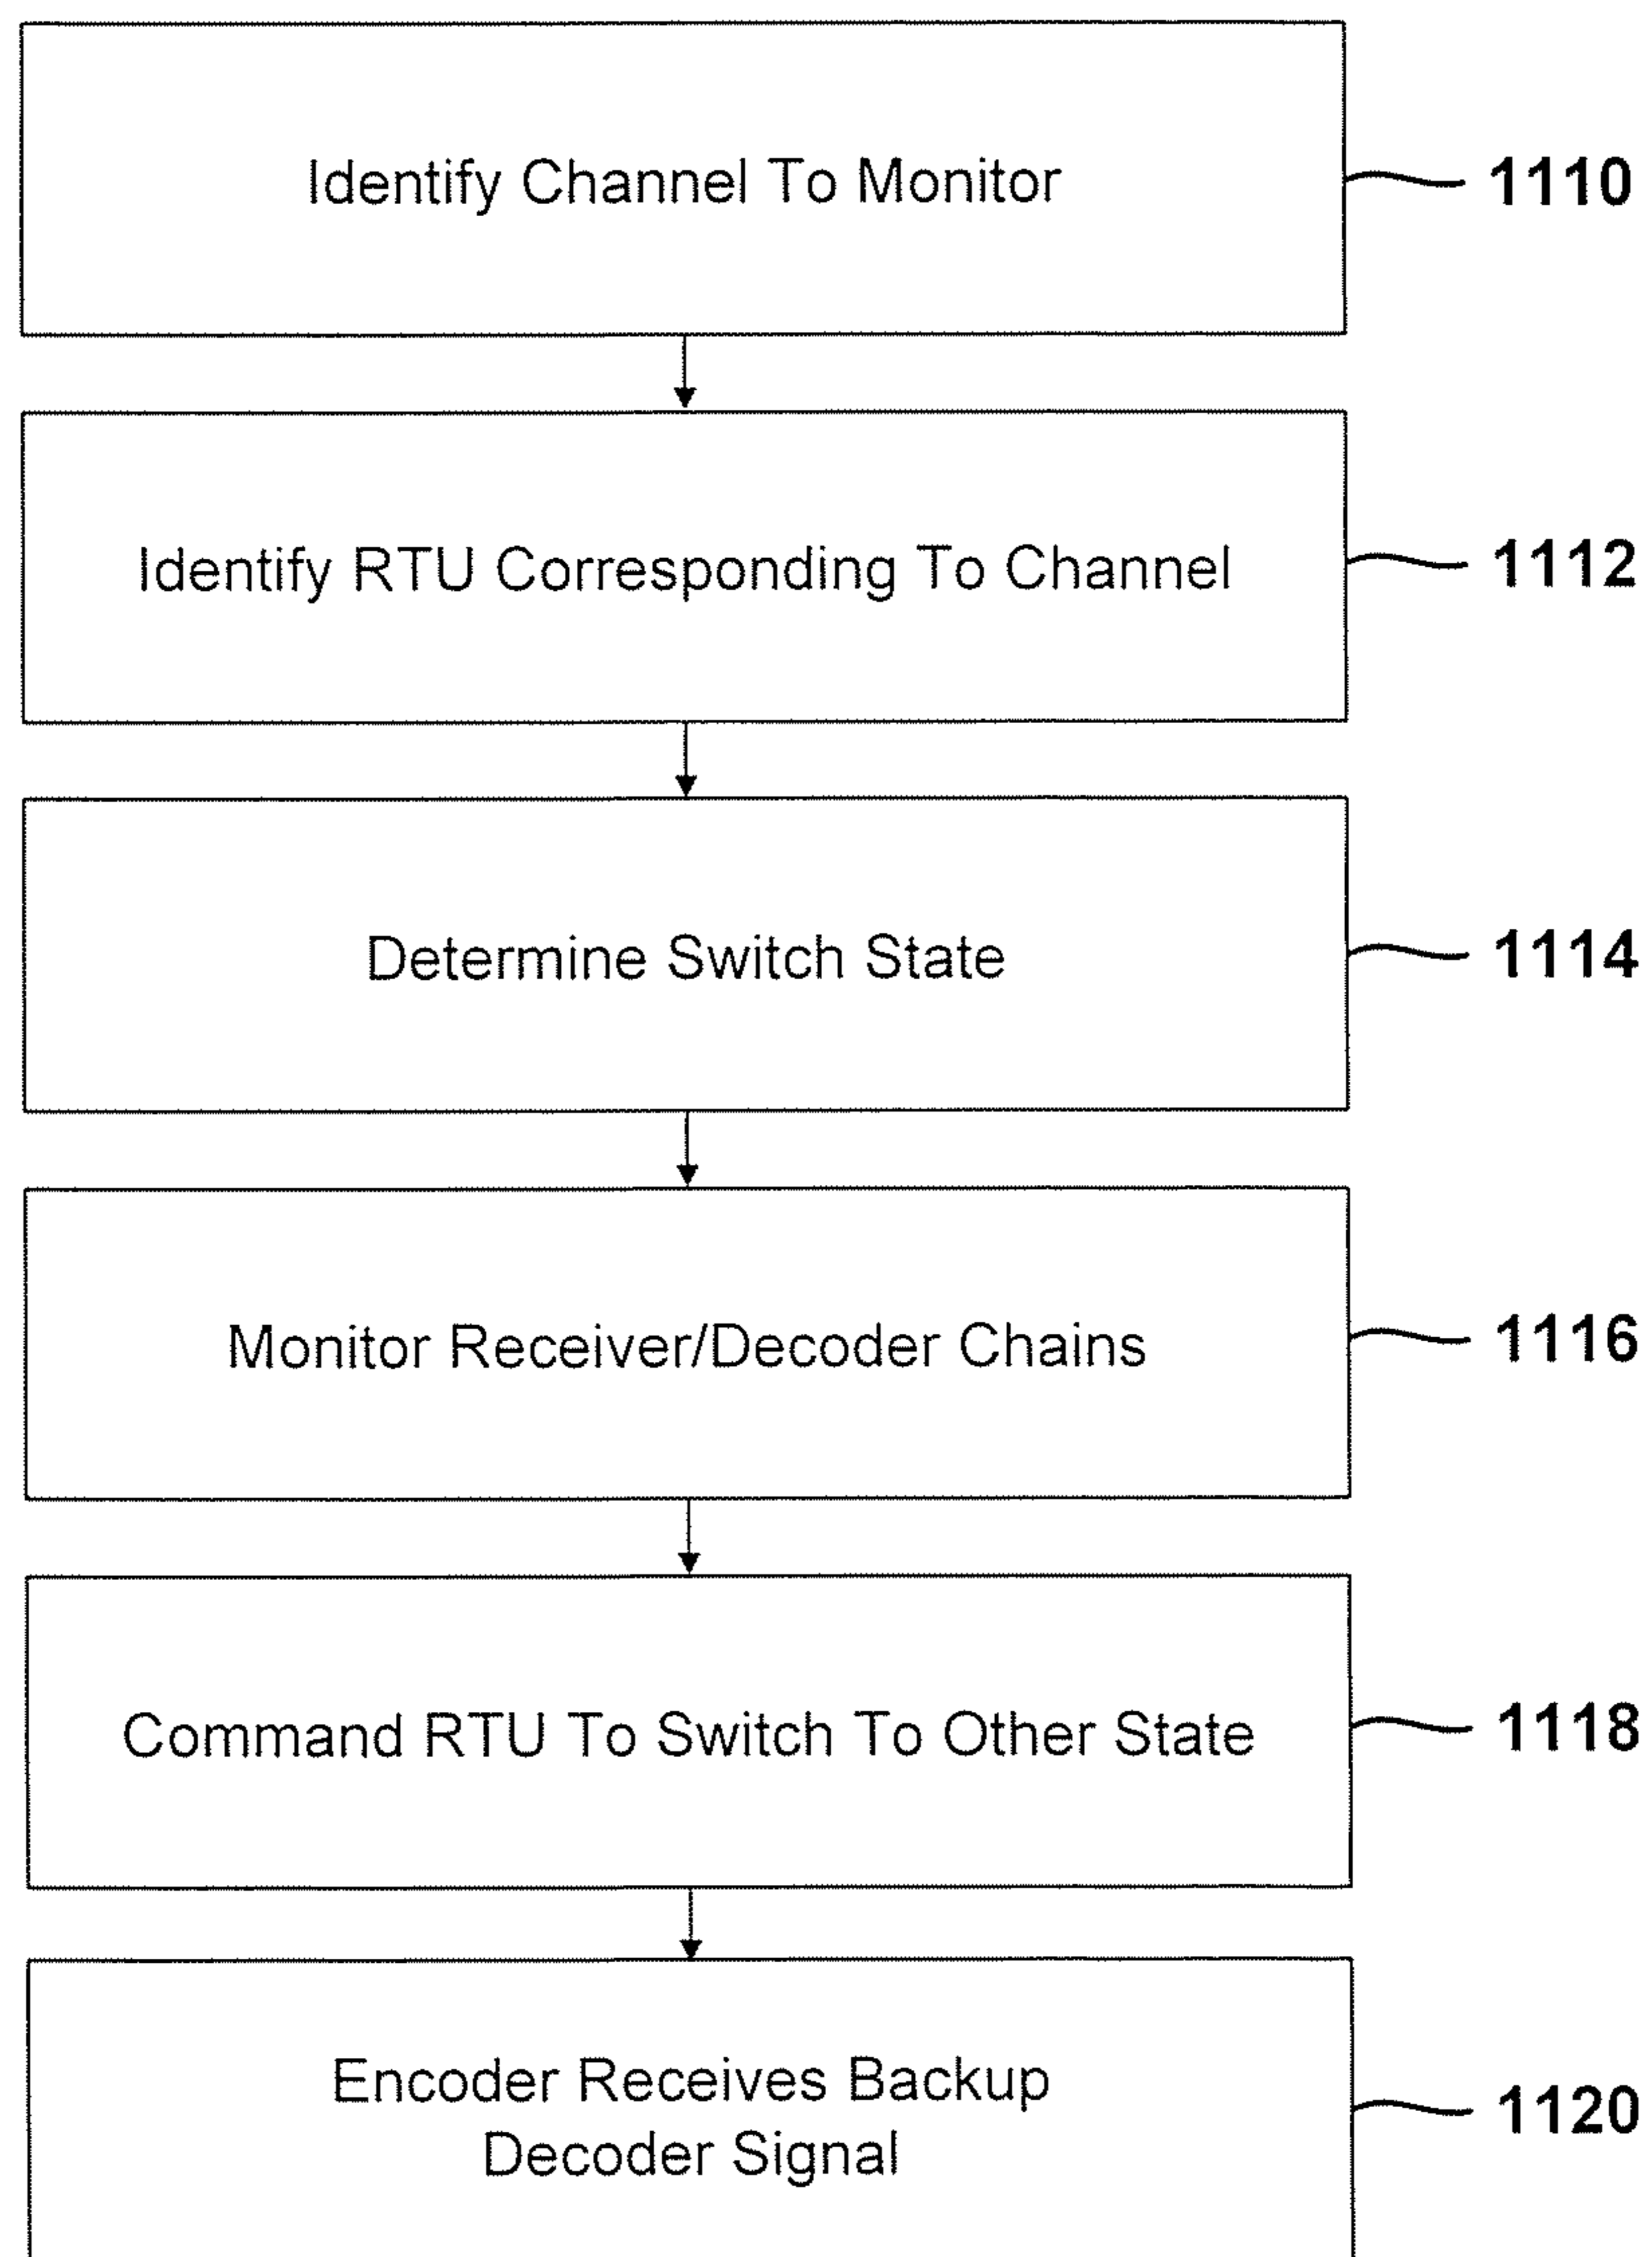 Identify Channel To Monitor
1110
Identify RTU Corresponding To Channel
1112
Determine Switch State
1114
Monitor Receiver/Decoder Chains
1116
Command RTU To Switch To Other State
1118
Encoder Receives Backup
Decoder Signal
1120